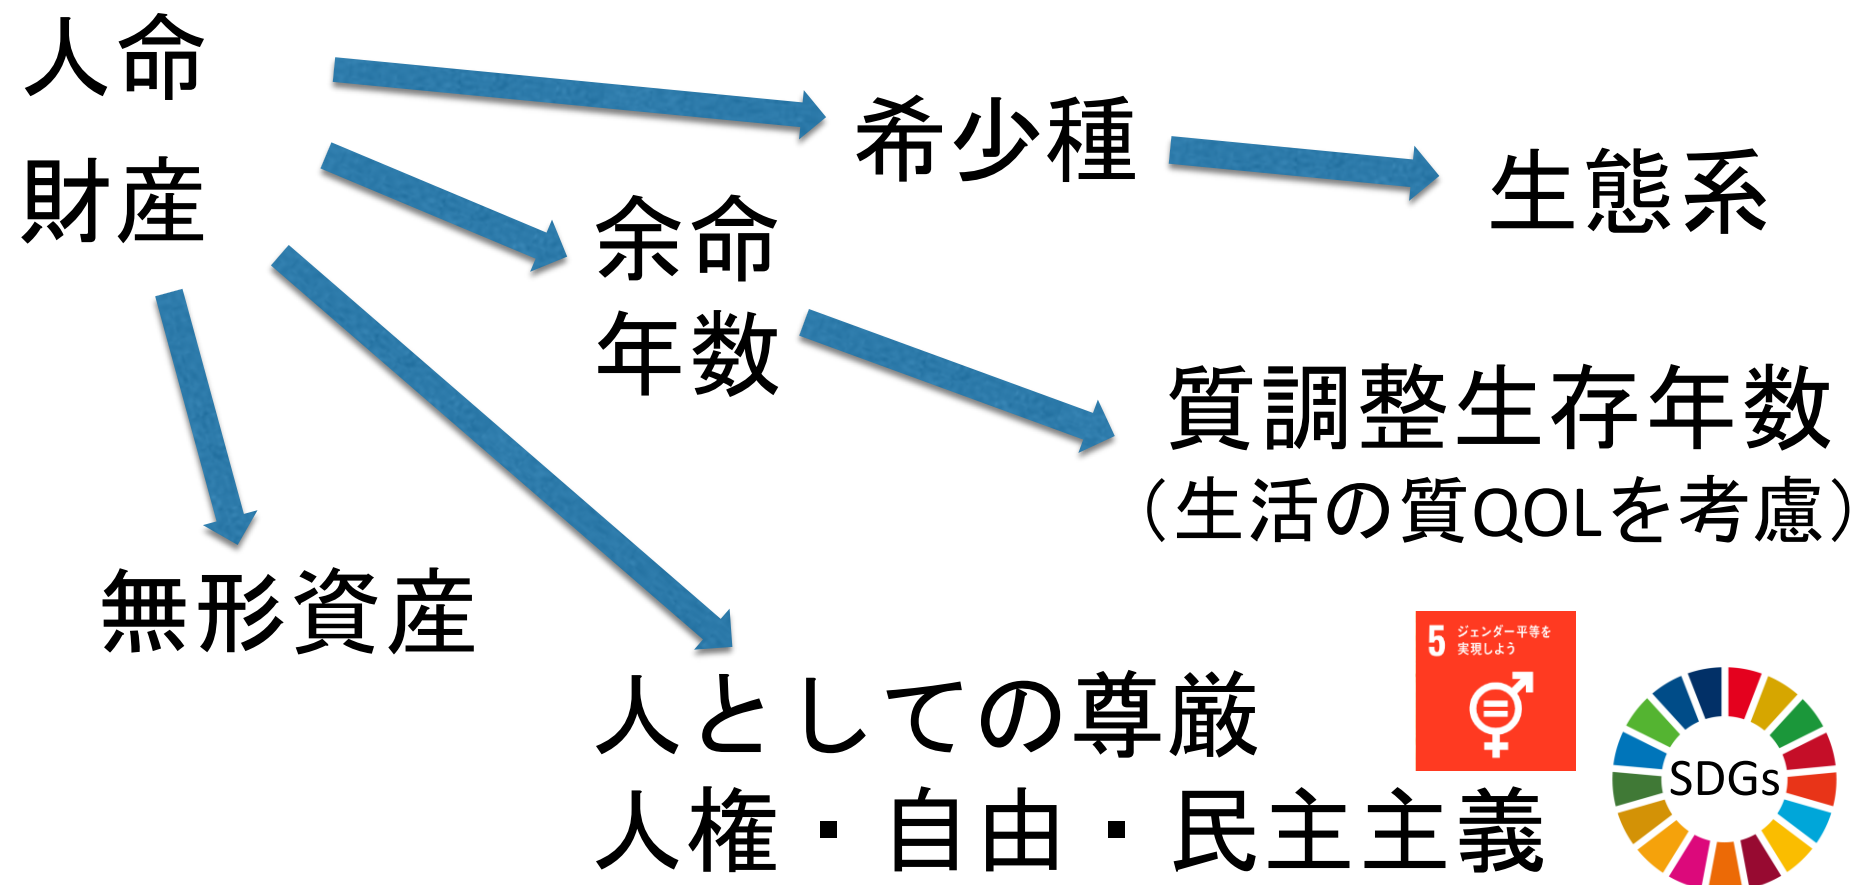 人命
財産
希少種
生態系
余命
年数
質調整生存年数
（生活の質QOLを考慮）
無形資産
人としての尊厳
人権・自由・民主主義
5 ジェンダー平等を
実現しよう
SDGs